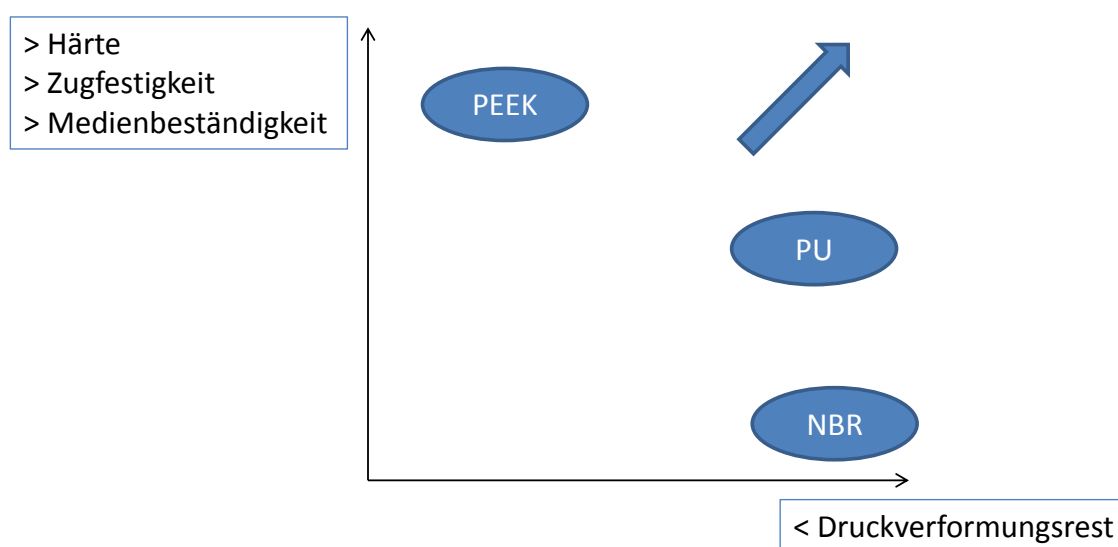 > Härte
> Zugfestigkeit
> Medienbeständigkeit
PEEK
PU
NBR
< Druckverformungsrest